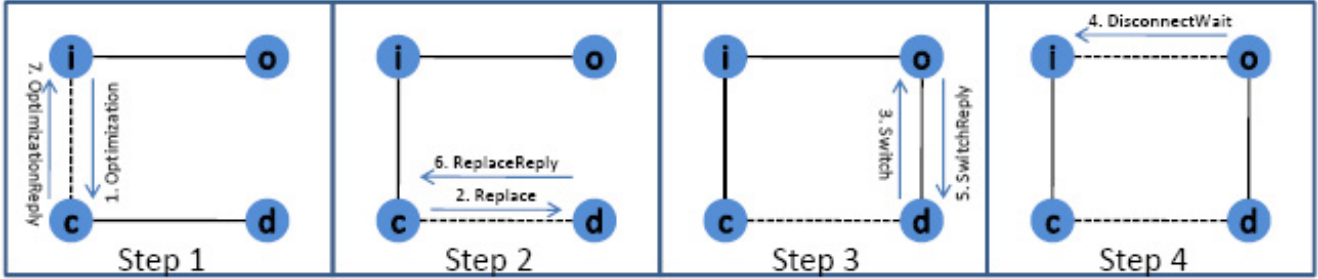 i
o
7. OptimizationReply
1. Optimization
c
d
Step 1
i
o
6. ReplaceReply
2. Replace
c
d
Step 2
i
o
3. Switch
5. SwitchReply
c
d
Step 3
4. DisconnectWait
i
o
c
d
Step 4